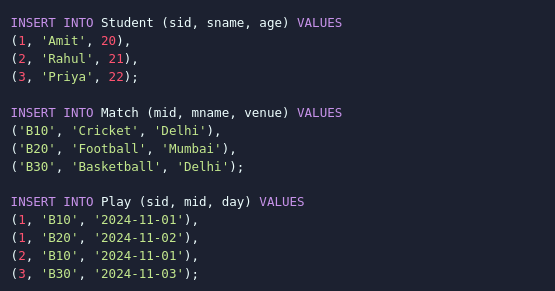 INSERT INTO Student (sid, sname, age) VALUES
(1, 'Amit', 20),
(2, 'Rahul', 21),
(3, 'Priya', 22);
INSERT INTO Match (mid, mname, venue) VALUES
('B10', 'Cricket', 'Delhi'),
('B20', 'Football', 'Mumbai'),
('B30', 'Basketball', 'Delhi');
INSERT INTO Play (sid, mid, day) VALUES
(1, 'B10', '2024-11-01'),
(1, 'B20', '2024-11-02'),
(2, 'B10', '2024-11-01'),
(3, 'B30', '2024-11-03');